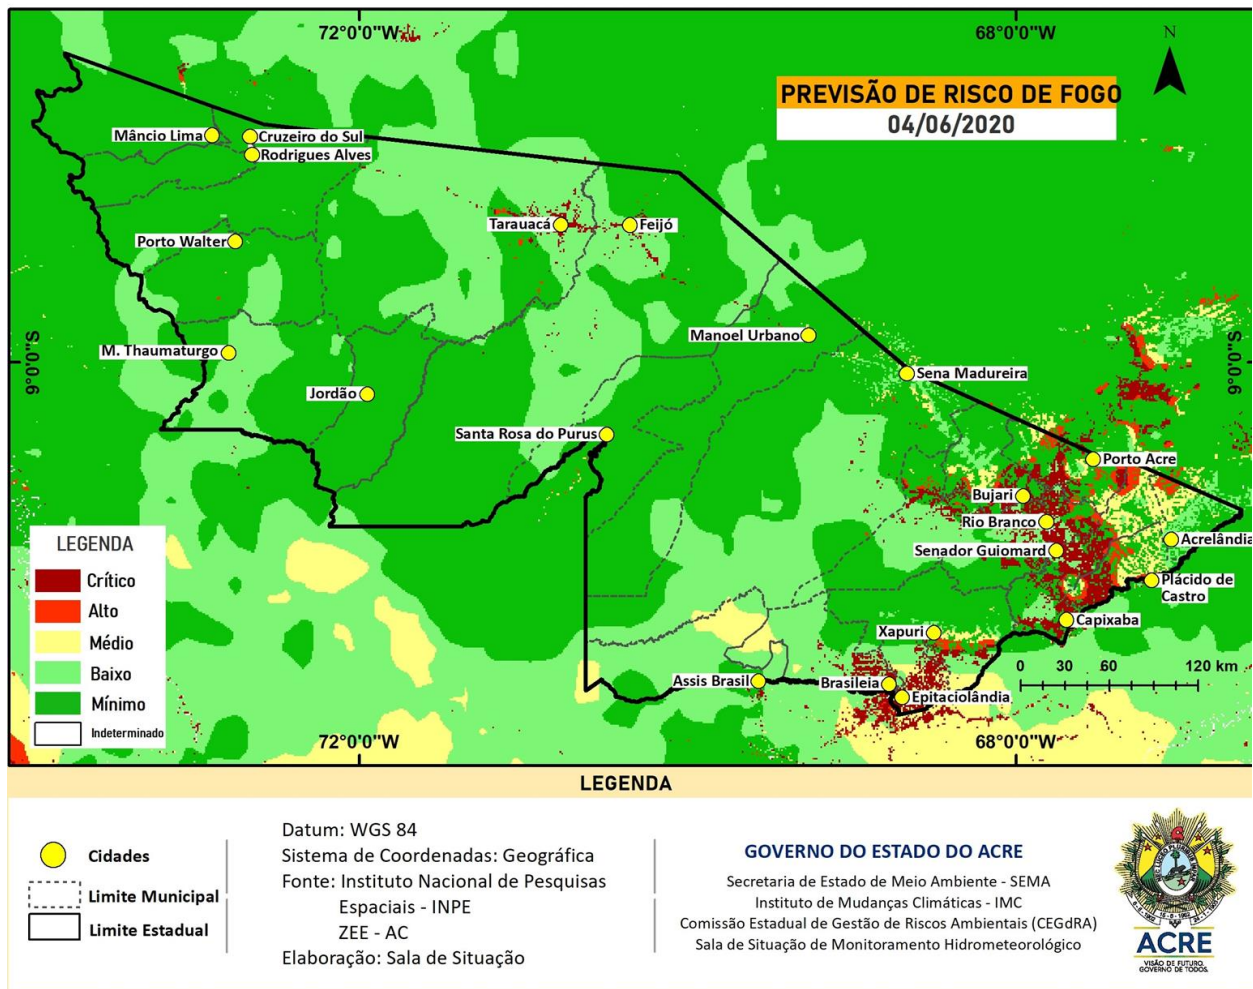 72°0'0"W
68°0'0"W
N
PREVISÃO DE RISCO DE FOGO
04/06/2020
Mâncio Lima
Cruzeiro do Sul
Rodrigues Alves
Tarauacá
Feijó
Porto Walter
Manoel Urbano
9°0'0"S
9°0'0"S
M. Thaumaturgo
Sena Madureira
Jordão
Santa Rosa do Purus
Porto Acre
Bujari
Rio Branco
Acrelândia
Senador Guiomard
Plácido de
Castro
Capixaba
Xapuri
Assis Brasil
Brasileia
Epitaciolândia
0 30 60 120 km
LEGENDA
Crítico
Alto
Médio
Baixo
Mínimo
Indeterminado
72°0'0"W
68°0'0"W
LEGENDA
Cidades
Limite Municipal
Limite Estadual
Datum: WGS 84
Sistema de Coordenadas: Geográfica
Fonte: Instituto Nacional de Pesquisas
Espaciais - INPE
ZEE - AC
Elaboração: Sala de Situação
GOVERNO DO ESTADO DO ACRE
Secretaria de Estado de Meio Ambiente - SEMA
Instituto de Mudanças Climáticas - IMC
Comissão Estadual de Gestão de Riscos Ambientais (CEGdRA)
Sala de Situação de Monitoramento Hidrometeorológico
ACRE
VISÃO DE FUTURO.
GOVERNO DE TODOS.